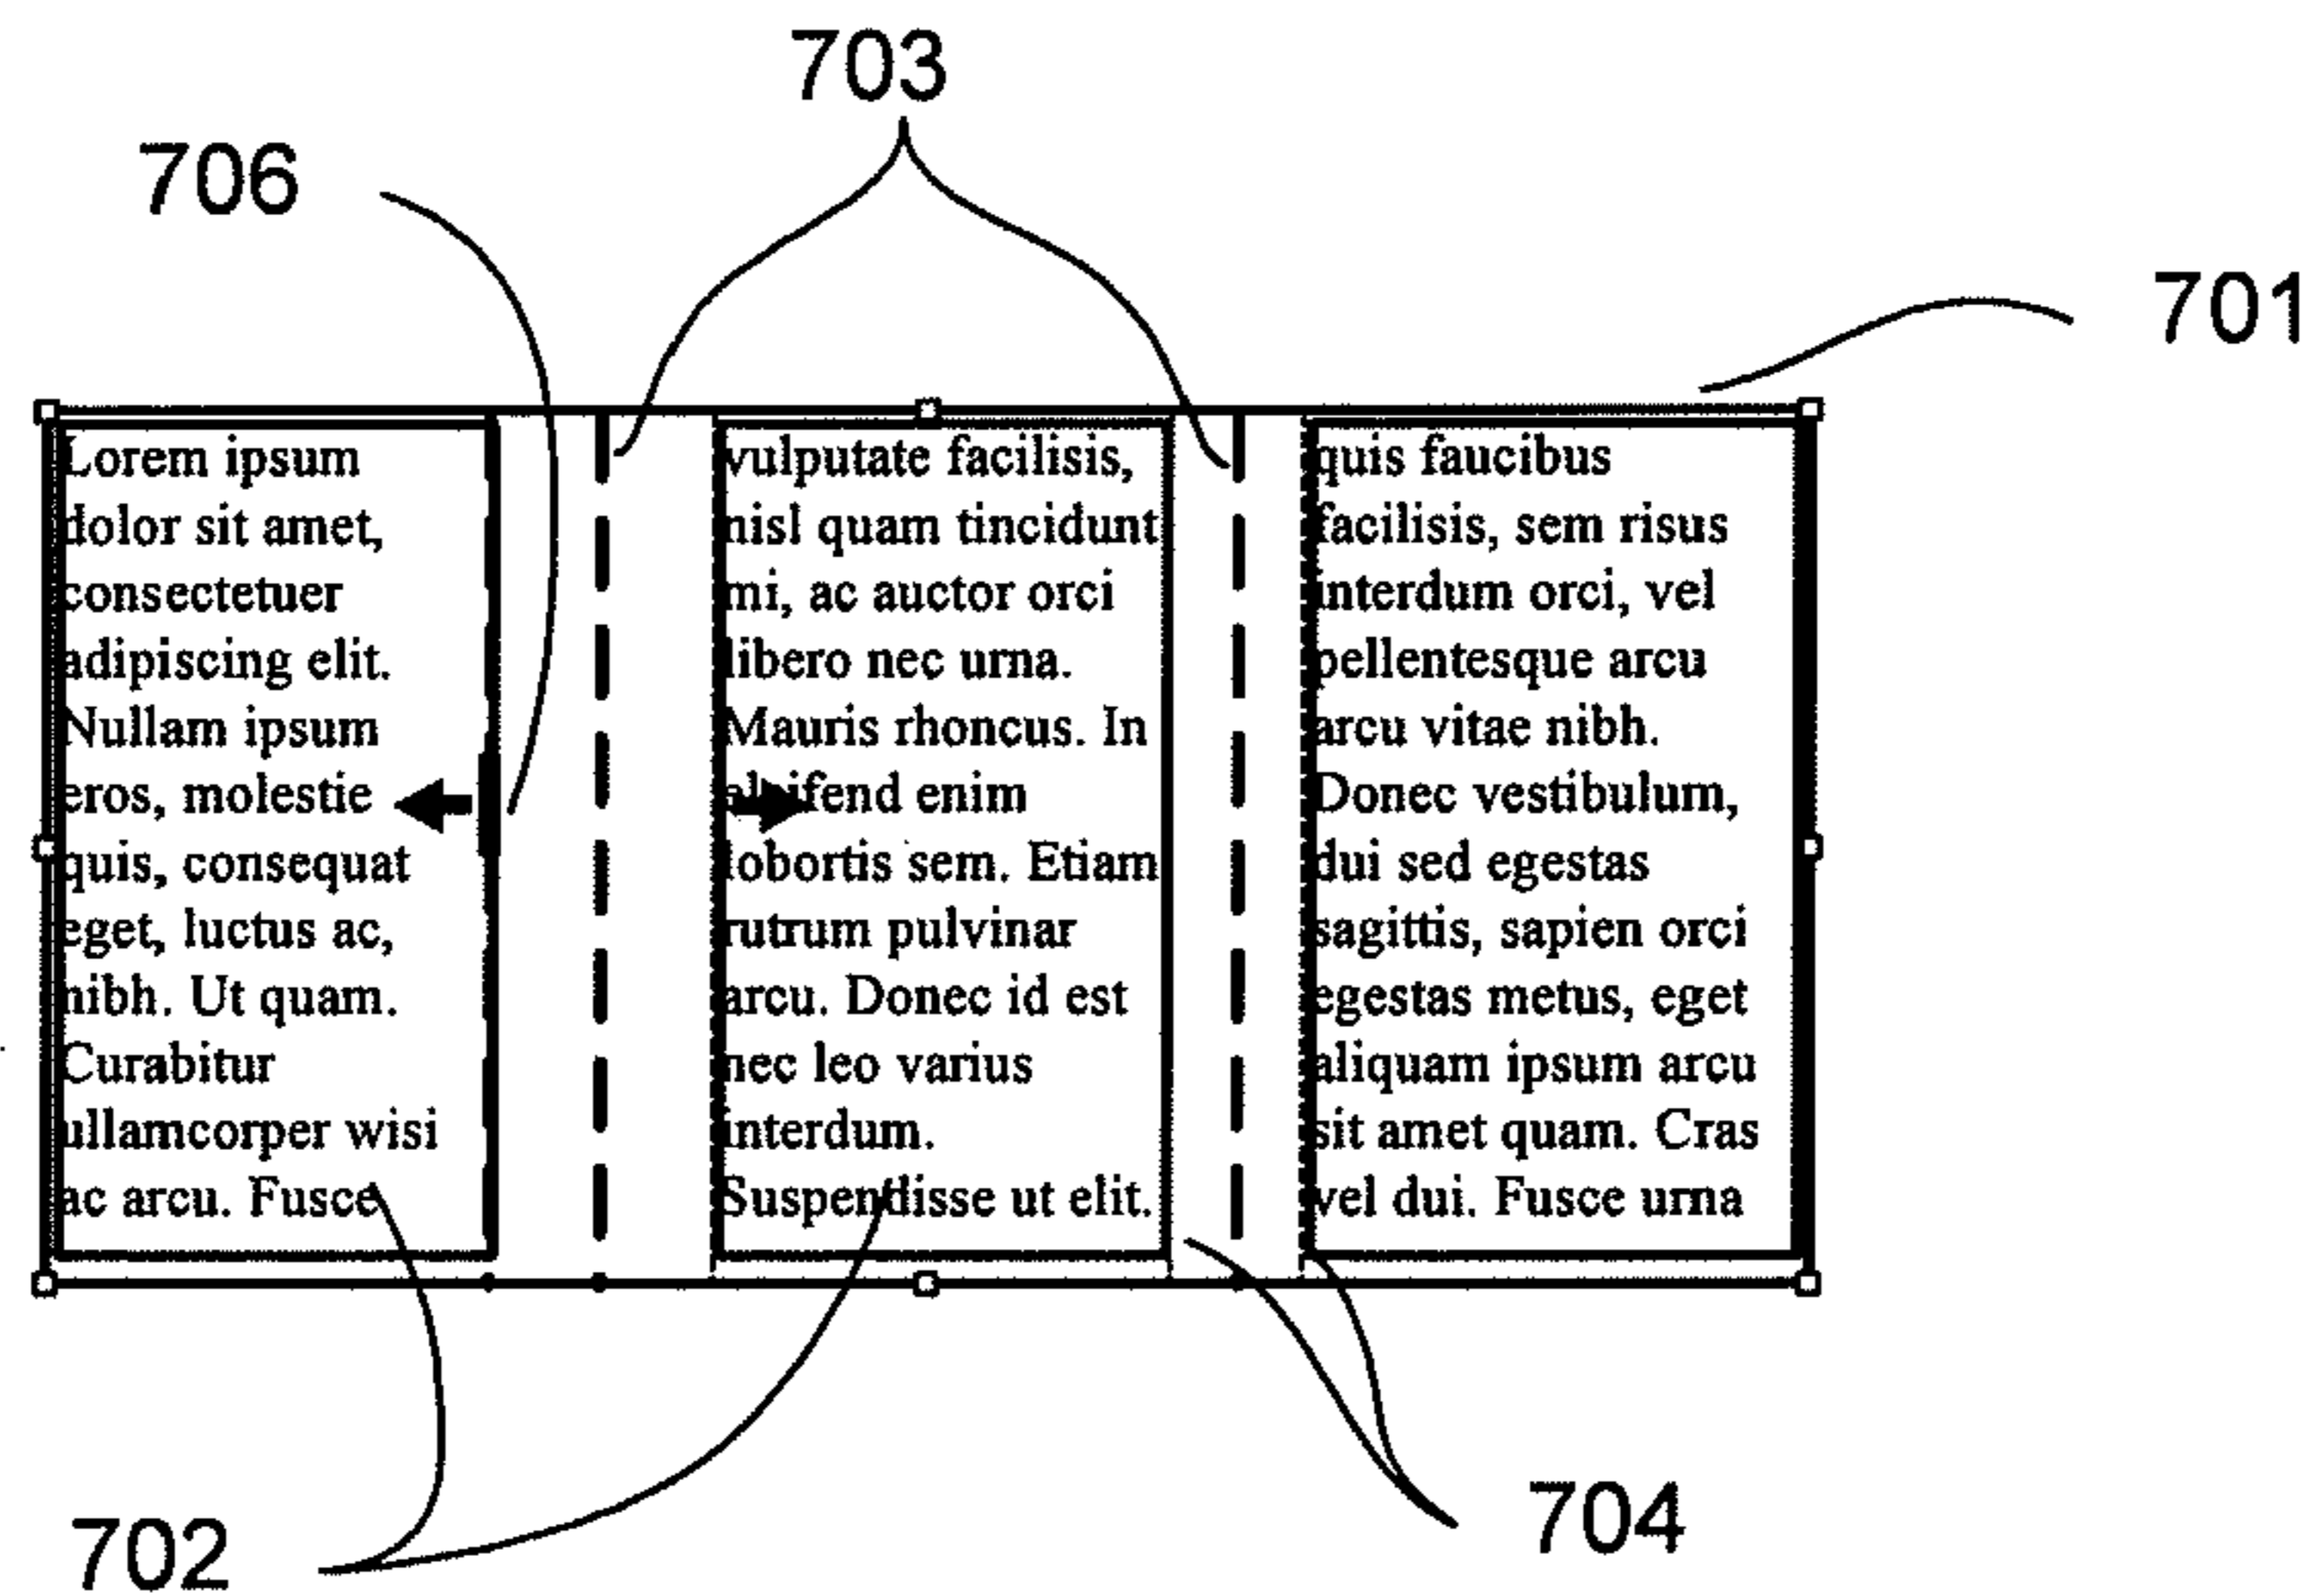 703
706
701
Lorem ipsum
dolor sit amet,
consectetuer
adipiscing elit.
Nullam ipsum
eros, molestie
quis, consequat
eget, luctus ac,
nibh. Ut quam.
Curabitur
ullamcorper wisi
ac arcu. Fusce
vulputate facilisis,
nisl quam tincidunt
mi, ac auctor orci
libero nec urna.
Mauris rhoncus. In
eleifend enim
lobortis sem. Etiam
rutrum pulvinar
arcu. Donec id est
nec leo varius
interdum.
Suspendisse ut elit.
quis faucibus
facilisis, sem risus
interdum orci, vel
pellentesque arcu
arcu vitae nibh.
Donec vestibulum,
dui sed egestas
sagittis, sapien orci
egestas metus, eget
aliquam ipsum arcu
sit amet quam. Cras
vel dui. Fusce urna
702
704